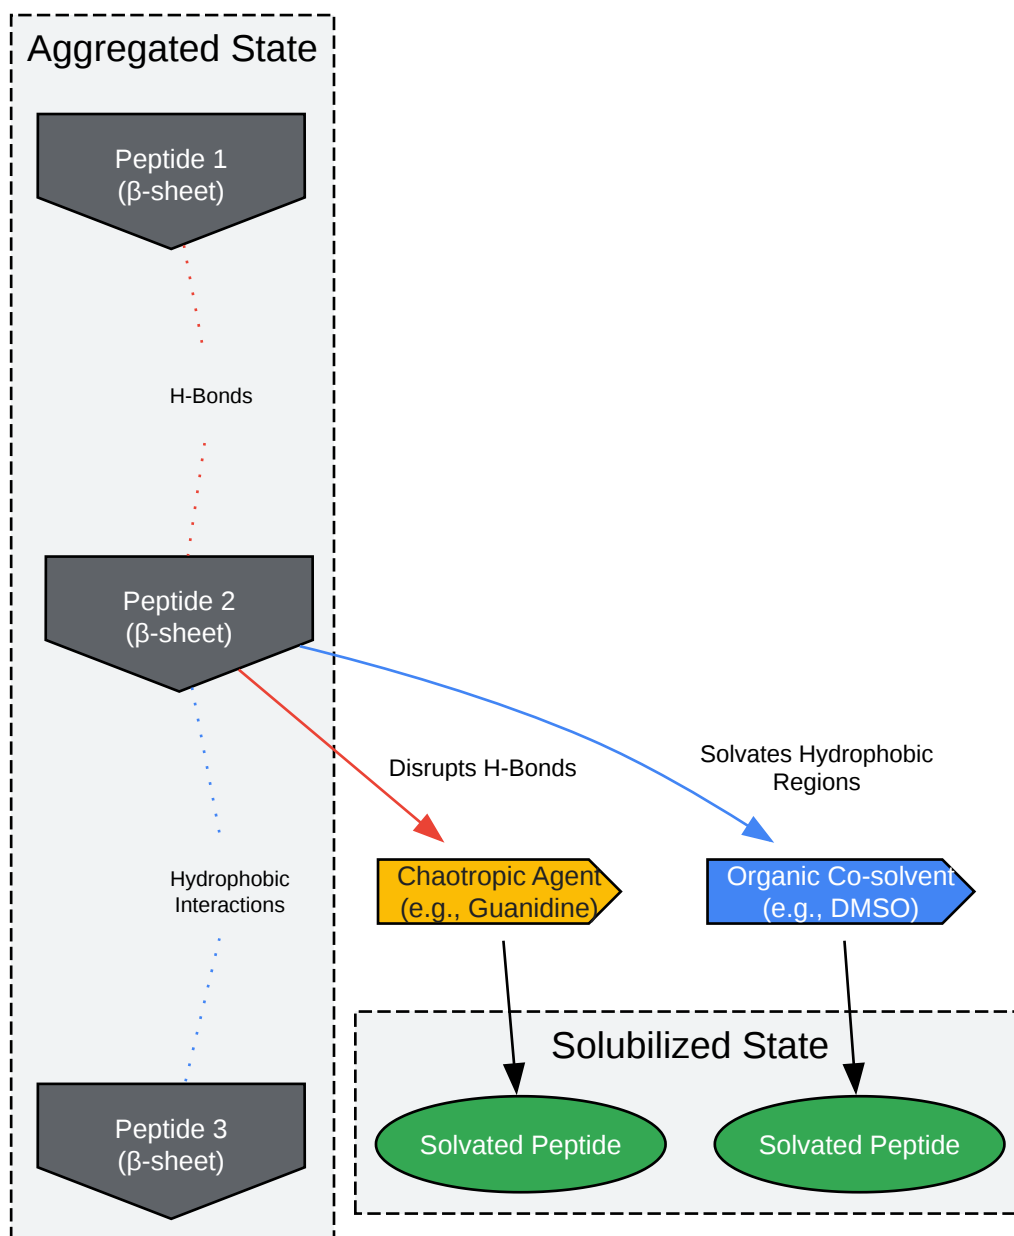 Aggregated State
Peptide 1
(β-sheet)
H-Bonds
Peptide 2
(β-sheet)
Disrupts H-Bonds
Solvates Hydrophobic
Regions
Hydrophobic
Interactions
Chaotropic Agent
(e.g., Guanidine)
Organic Co-solvent
(e.g., DMSO)
Solubilized State
Peptide 3
(β-sheet)
Solvated Peptide
Solvated Peptide